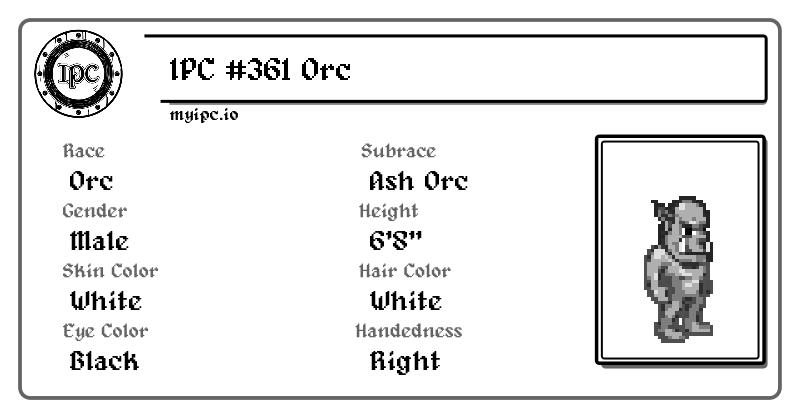 IPC
IPC #361 Orc
myipc.io
Race
Subrace
Orc
Ash Orc
Gender
Height
Male
6'8"
Skin Color
Hair Color
White
White
Eye Color
Handedness
Black
Right